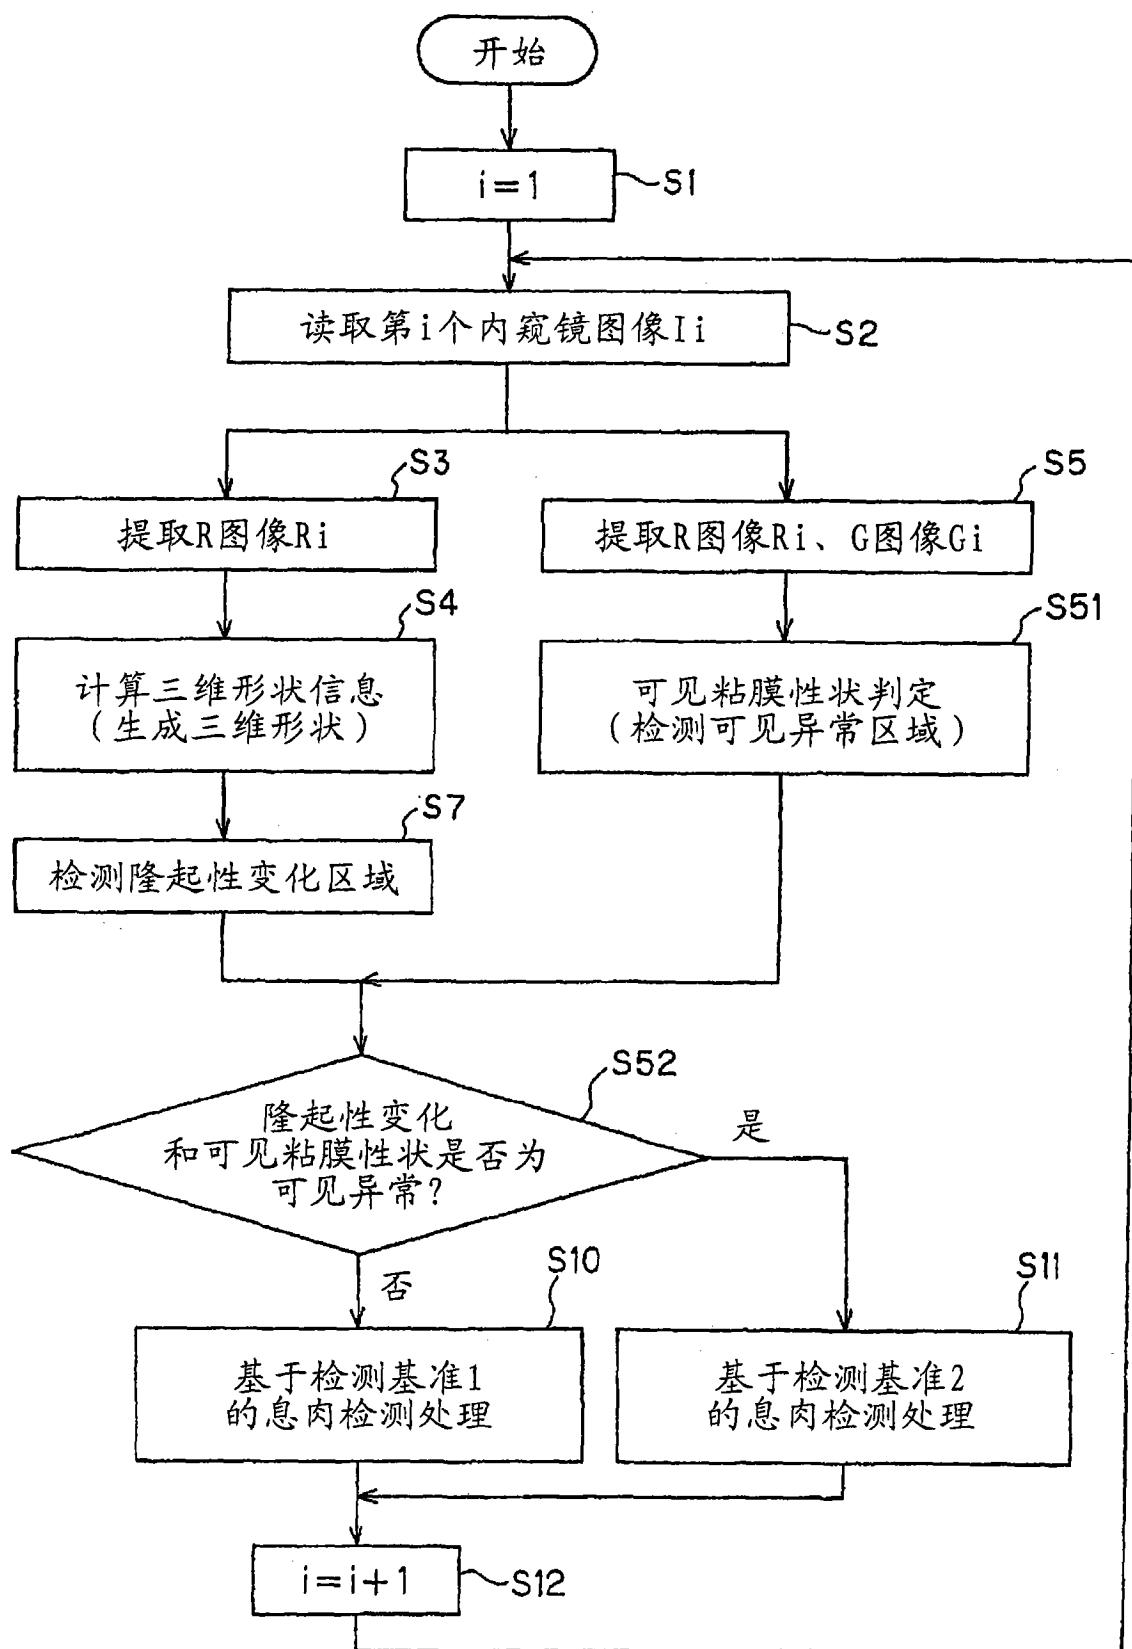 开始
i=1
S1
读取第i个内窥镜图像Ii
S2
S3
提取R图像Ri
S5
提取R图像Ri、G图像Gi
S4
计算三维形状信息
(生成三维形状)
S51
可见粘膜性状判定
(检测可见异常区域)
S7
检测隆起性变化区域
S52
隆起性变化
和可见粘膜性状是否为
可见异常?
是
否
S10
基于检测基准1
的息肉检测处理
S11
基于检测基准2
的息肉检测处理
i=i+1
S12